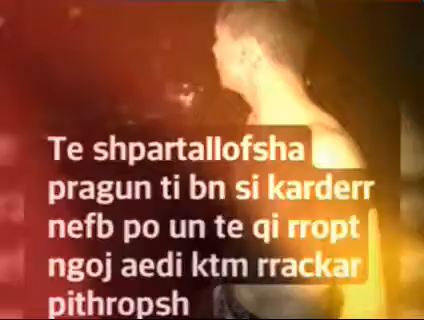 Te shpartallofsha
pragun ti bn si karderr
nefb po un te qi rropt
ngoj aedi ktm rrackar
pithropsh